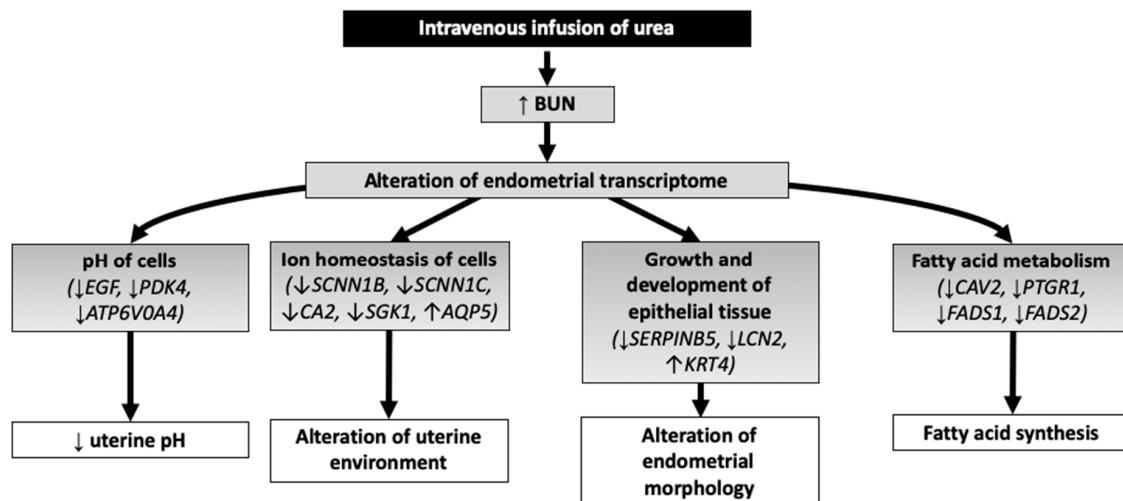 Intravenous infusion of urea
↑ BUN
Alteration of endometrial transcriptome
pH of cells
(↓EGF, ↓PDK4,
↓ATP6V0A4)
Ion homeostasis of cells
(↓SCNN1B, ↓SCNN1C,
↓CA2, ↓SGK1, ↑AQP5)
Growth and
development of
epithelial tissue
(↓SERPINB5, ↓LCN2,
↑KRT4)
Fatty acid metabolism
(↓CAV2, ↓PTGR1,
↓FADS1, ↓FADS2)
↓ uterine pH
Alteration of uterine
environment
Alteration of
endometrial
morphology
Fatty acid synthesis